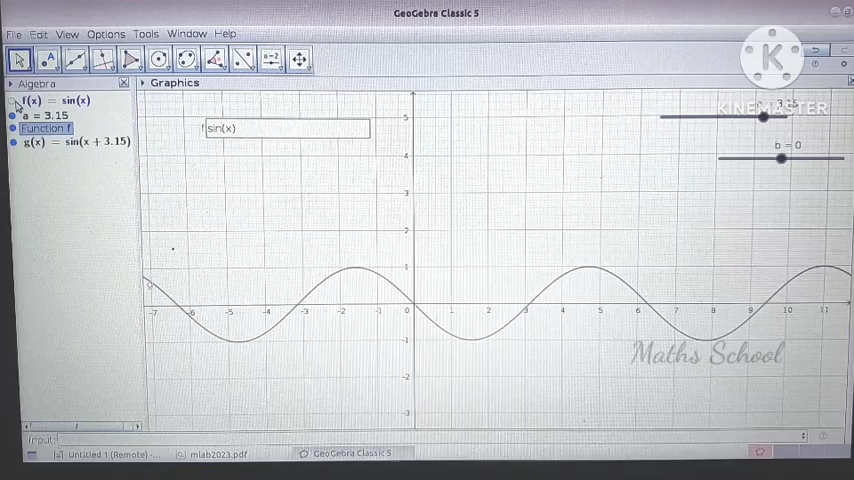 GeoGebra Classic 5
File Edit View Options Tools Window Help
A
a=2
Algebra
Graphics
f(x) = sin(x)
a = 3.15
Function f
g(x) = sin(x + 3.15)
f sin(x)
K
KINEMASTER
b = 0
5
4
3
2
1
-7 -6 -5 -4 -3 -2 -1 0 1 2 3 4 5 6 7 8 9 10 11
-1
-2
-3
Maths School
Input:
Untitled 1 (Remote) -... mlab2023.pdf GeoGebra Classic 5